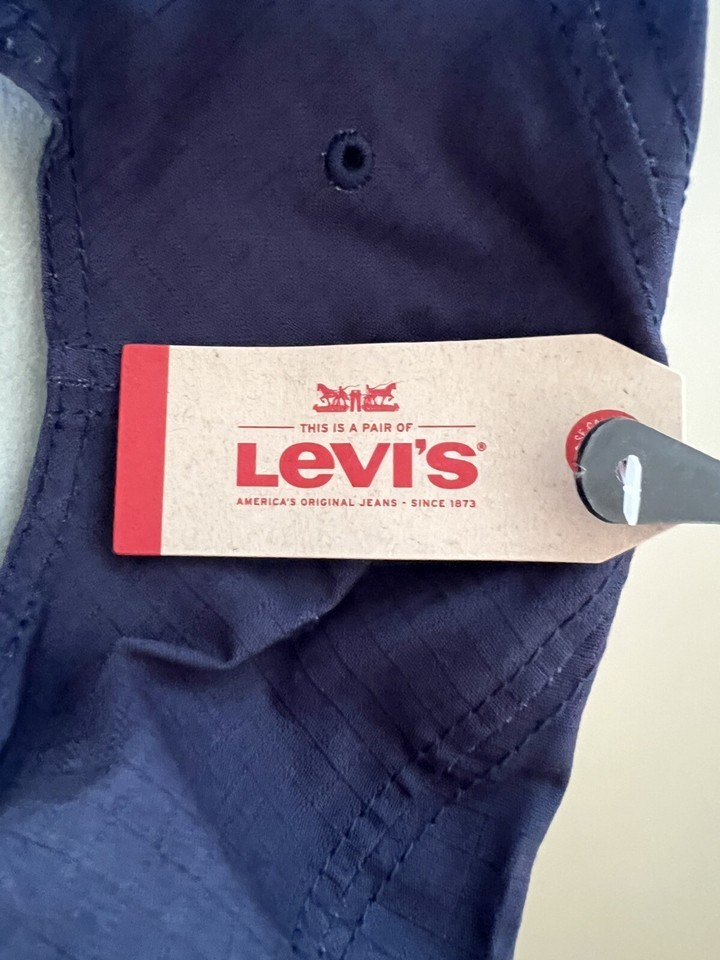 THIS IS A PAIR OF
Levi's®
AMERICA'S ORIGINAL JEANS - SINCE 1873